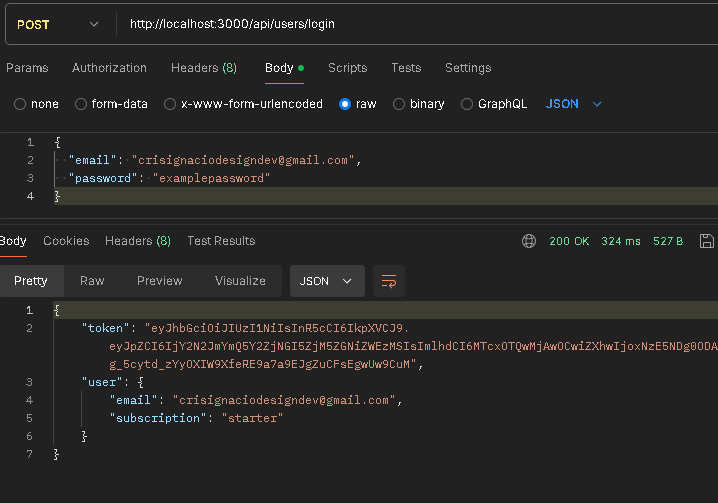 POST http://localhost:3000/api/users/login
Params Authorization Headers (8) Body Scripts Tests Settings
none form-data x-www-form-urlencoded raw binary GraphQL JSON
1 {
2 "email": "crisignaciodesigndev@gmail.com",
3 "password": "examplepassword"
4 }
Body Cookies Headers (8) Test Results 200 OK 324 ms 527 B
Pretty Raw Preview Visualize JSON
1 {
2 "token": "eyJhbGciOiJIUzI1NiIsInR5cCI6IkpXVCJ9.
eyJpZCI6IjY2N2JmYmQ5Y2ZjNGI5ZjM5ZGNiZWEzMSIsImlhdCI6MTcxOTQwMjAwOCwiZXhwIjoxNzE5NDg0ODA
g_5cytd_zYyOXIW9XfeRE9a7a9EJgZuCFsEgwUw9CuM",
3 "user": {
4 "email": "crisignaciodesigndev@gmail.com",
5 "subscription": "starter"
6 }
7 }